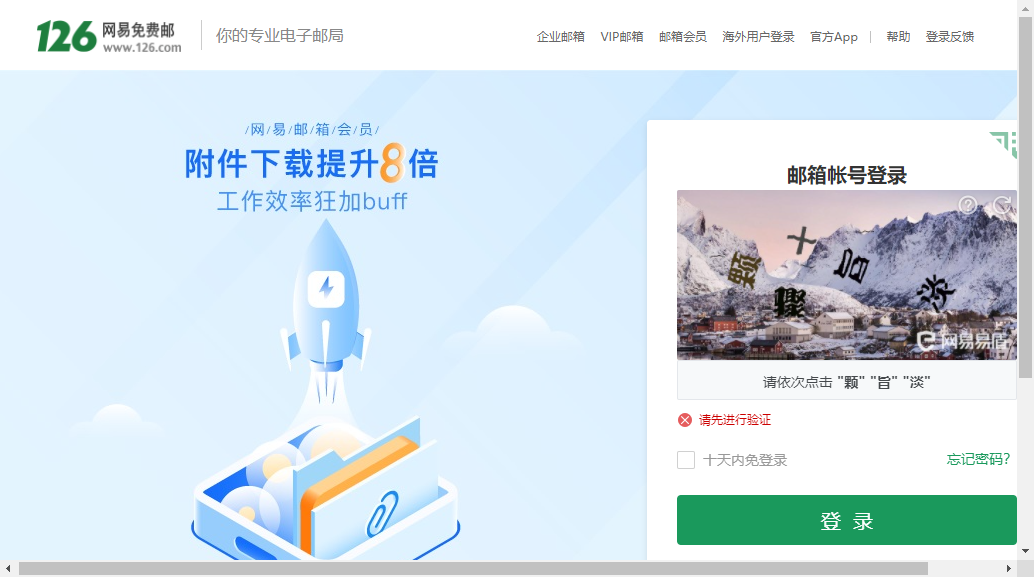 126 网易免费邮
www.126.com
你的专业电子邮局
企业邮箱 VIP邮箱 邮箱会员 海外用户登录 官方App | 帮助 登录反馈
/网/易/邮/箱/会/员/
附件下载提升8倍
工作效率狂加buff
邮箱帐号登录
十
颗
旨
骤
淡
网易易盾
请依次点击 "颗" "旨" "淡"
请先进行验证
十天内免登录
忘记密码?
登 录